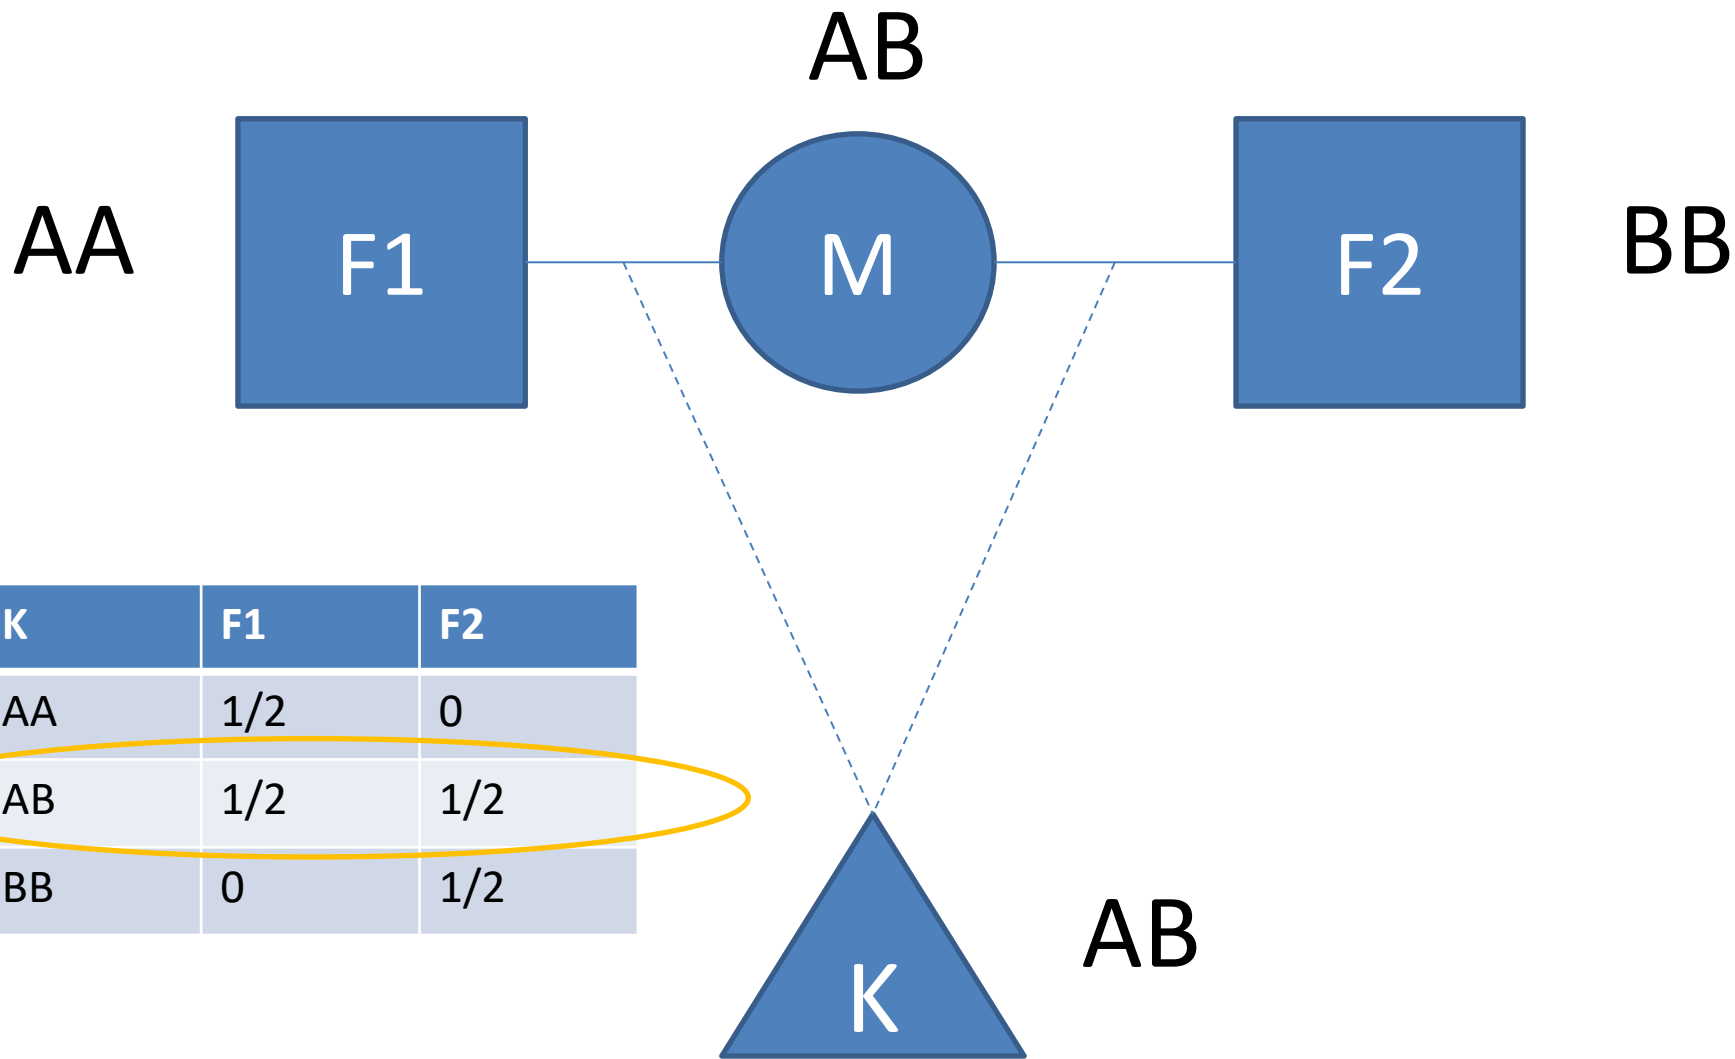 AB
AA F1 M F2 BB
K F1 F2
AA 1/2 0
AB 1/2 1/2
BB 0 1/2
AB
K